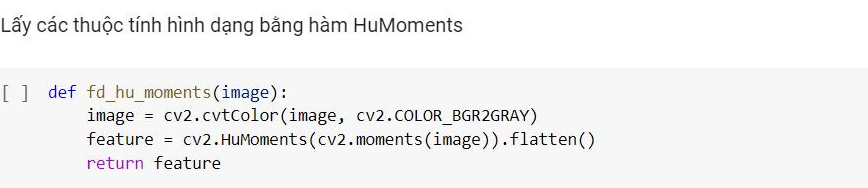 Lấy các thuộc tính hình dạng bằng hàm HuMoments
[ ] def fd_hu_moments(image):
    image = cv2.cvtColor(image, cv2.COLOR_BGR2GRAY)
    feature = cv2.HuMoments(cv2.moments(image)).flatten()
    return feature